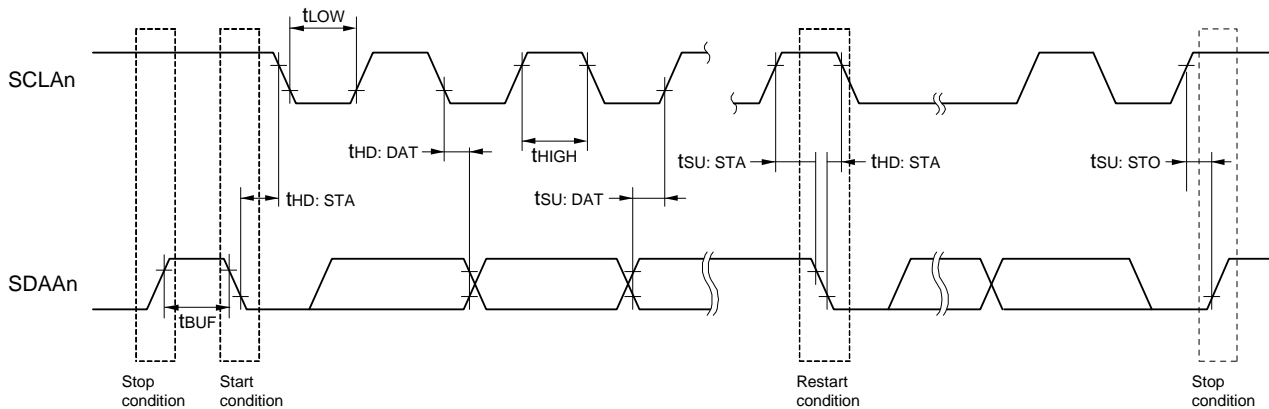 tLOW
SCLAn
tHD: DAT
tHIGH
tSU: STA
tHD: STA
tSU: STO
tHD: STA
tSU: DAT
SDAAn
tBUF
Stop
condition
Start
condition
Restart
condition
Stop
condition